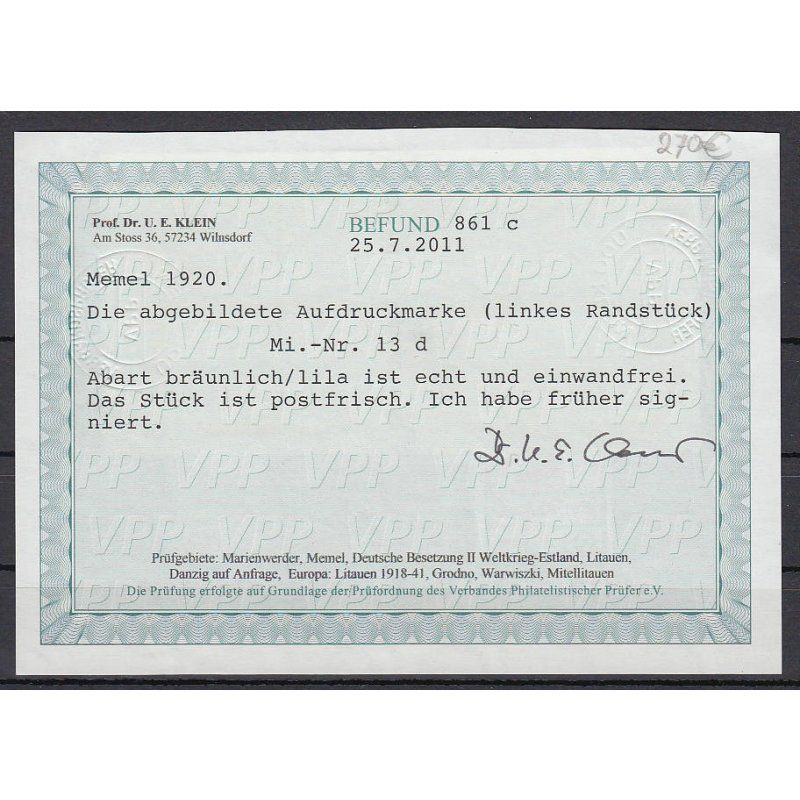 270€
Prof. Dr. U. E. KLEIN
Am Stoss 36, 57234 Wilnsdorf
BEFUND 861 c
25.7.2011
Memel 1920.
Die abgebildete Aufdruckmarke (linkes Randstück)
Mi.-Nr. 13 d
Abart bräunlich/lila ist echt und einwandfrei.
Das Stück ist postfrisch. Ich habe früher sig-
niert.
Dr. U. E. Klein
Prüfgebiete: Marienwerder, Memel, Deutsche Besetzung II Weltkrieg-Estland, Litauen,
Danzig auf Anfrage, Europa: Litauen 1918-41, Grodno, Warwiszki, Mitellitauen
Die Prüfung erfolgte auf Grundlage der Prüfordnung des Verbandes Philatelistischer Prüfer e.V.
VPP